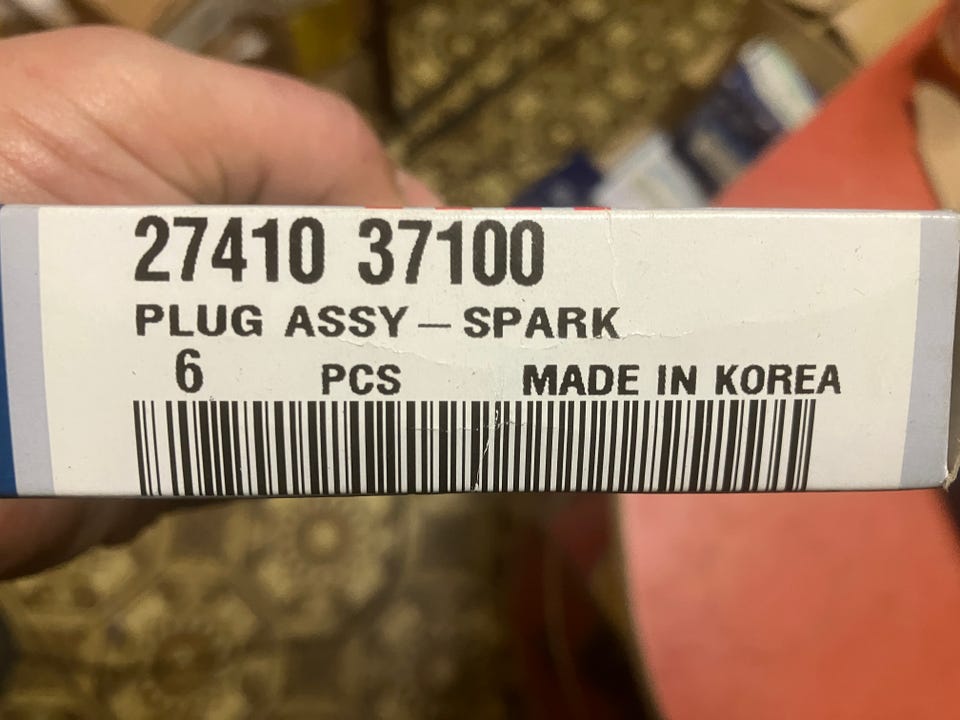 27410 37100
PLUG ASSY – SPARK
6 PCS MADE IN KOREA